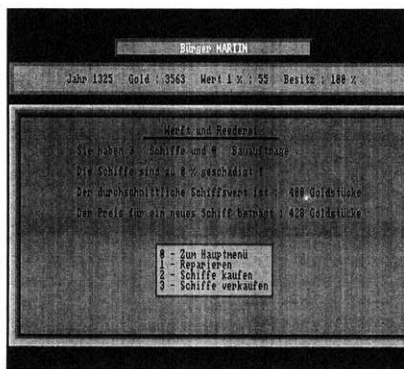 Bürger MARTIN
Jahr 1325 Gold : 3563 Wert 1 % : 55 Besitz : 100 %
Werft und Reederei
Sie haben 3 Schiffe und 0 Bauaufträge .
Die Schiffe sind zu 0 % geschädigt !
Der durchschnittliche Schiffswert ist : 400 Goldstücke
Der Preis für ein neues Schiff beträgt : 420 Goldstücke
0 - Zum Hauptmenü
1 - Reparieren
2 - Schiffe kaufen
3 - Schiffe verkaufen